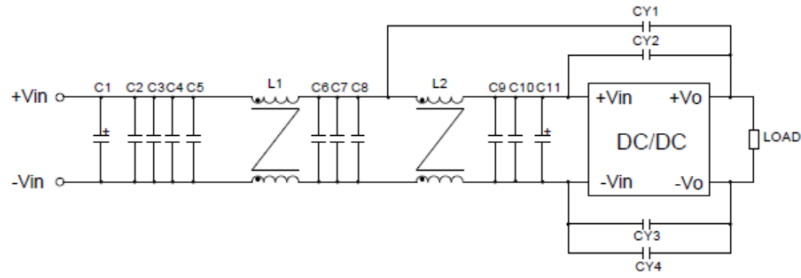 CY1
CY2
C1 C2 C3 C4 C5 L1 C6 C7 C8 L2 C9 C10 C11
+Vin
+Vin +Vo
DC/DC
LOAD
-Vin
-Vin -Vo
CY3
CY4